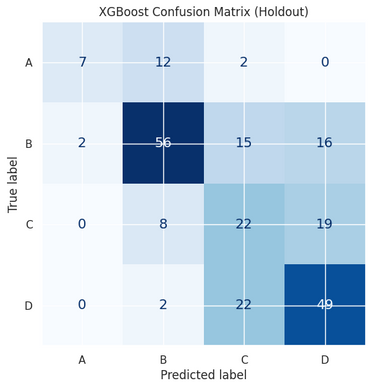 XGBoost Confusion Matrix (Holdout)
True label
A 7 12 2 0
B 2 56 15 16
C 0 8 22 19
D 0 2 22 49
A B C D
Predicted label